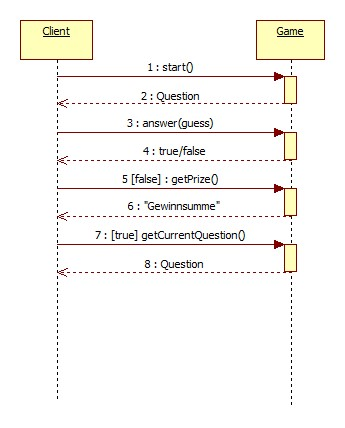 Client
Game
1 : start()
2 : Question
3 : answer(guess)
4 : true/false
5 [false] : getPrize()
6 : "Gewinnsumme"
7 : [true] getCurrentQuestion()
8 : Question